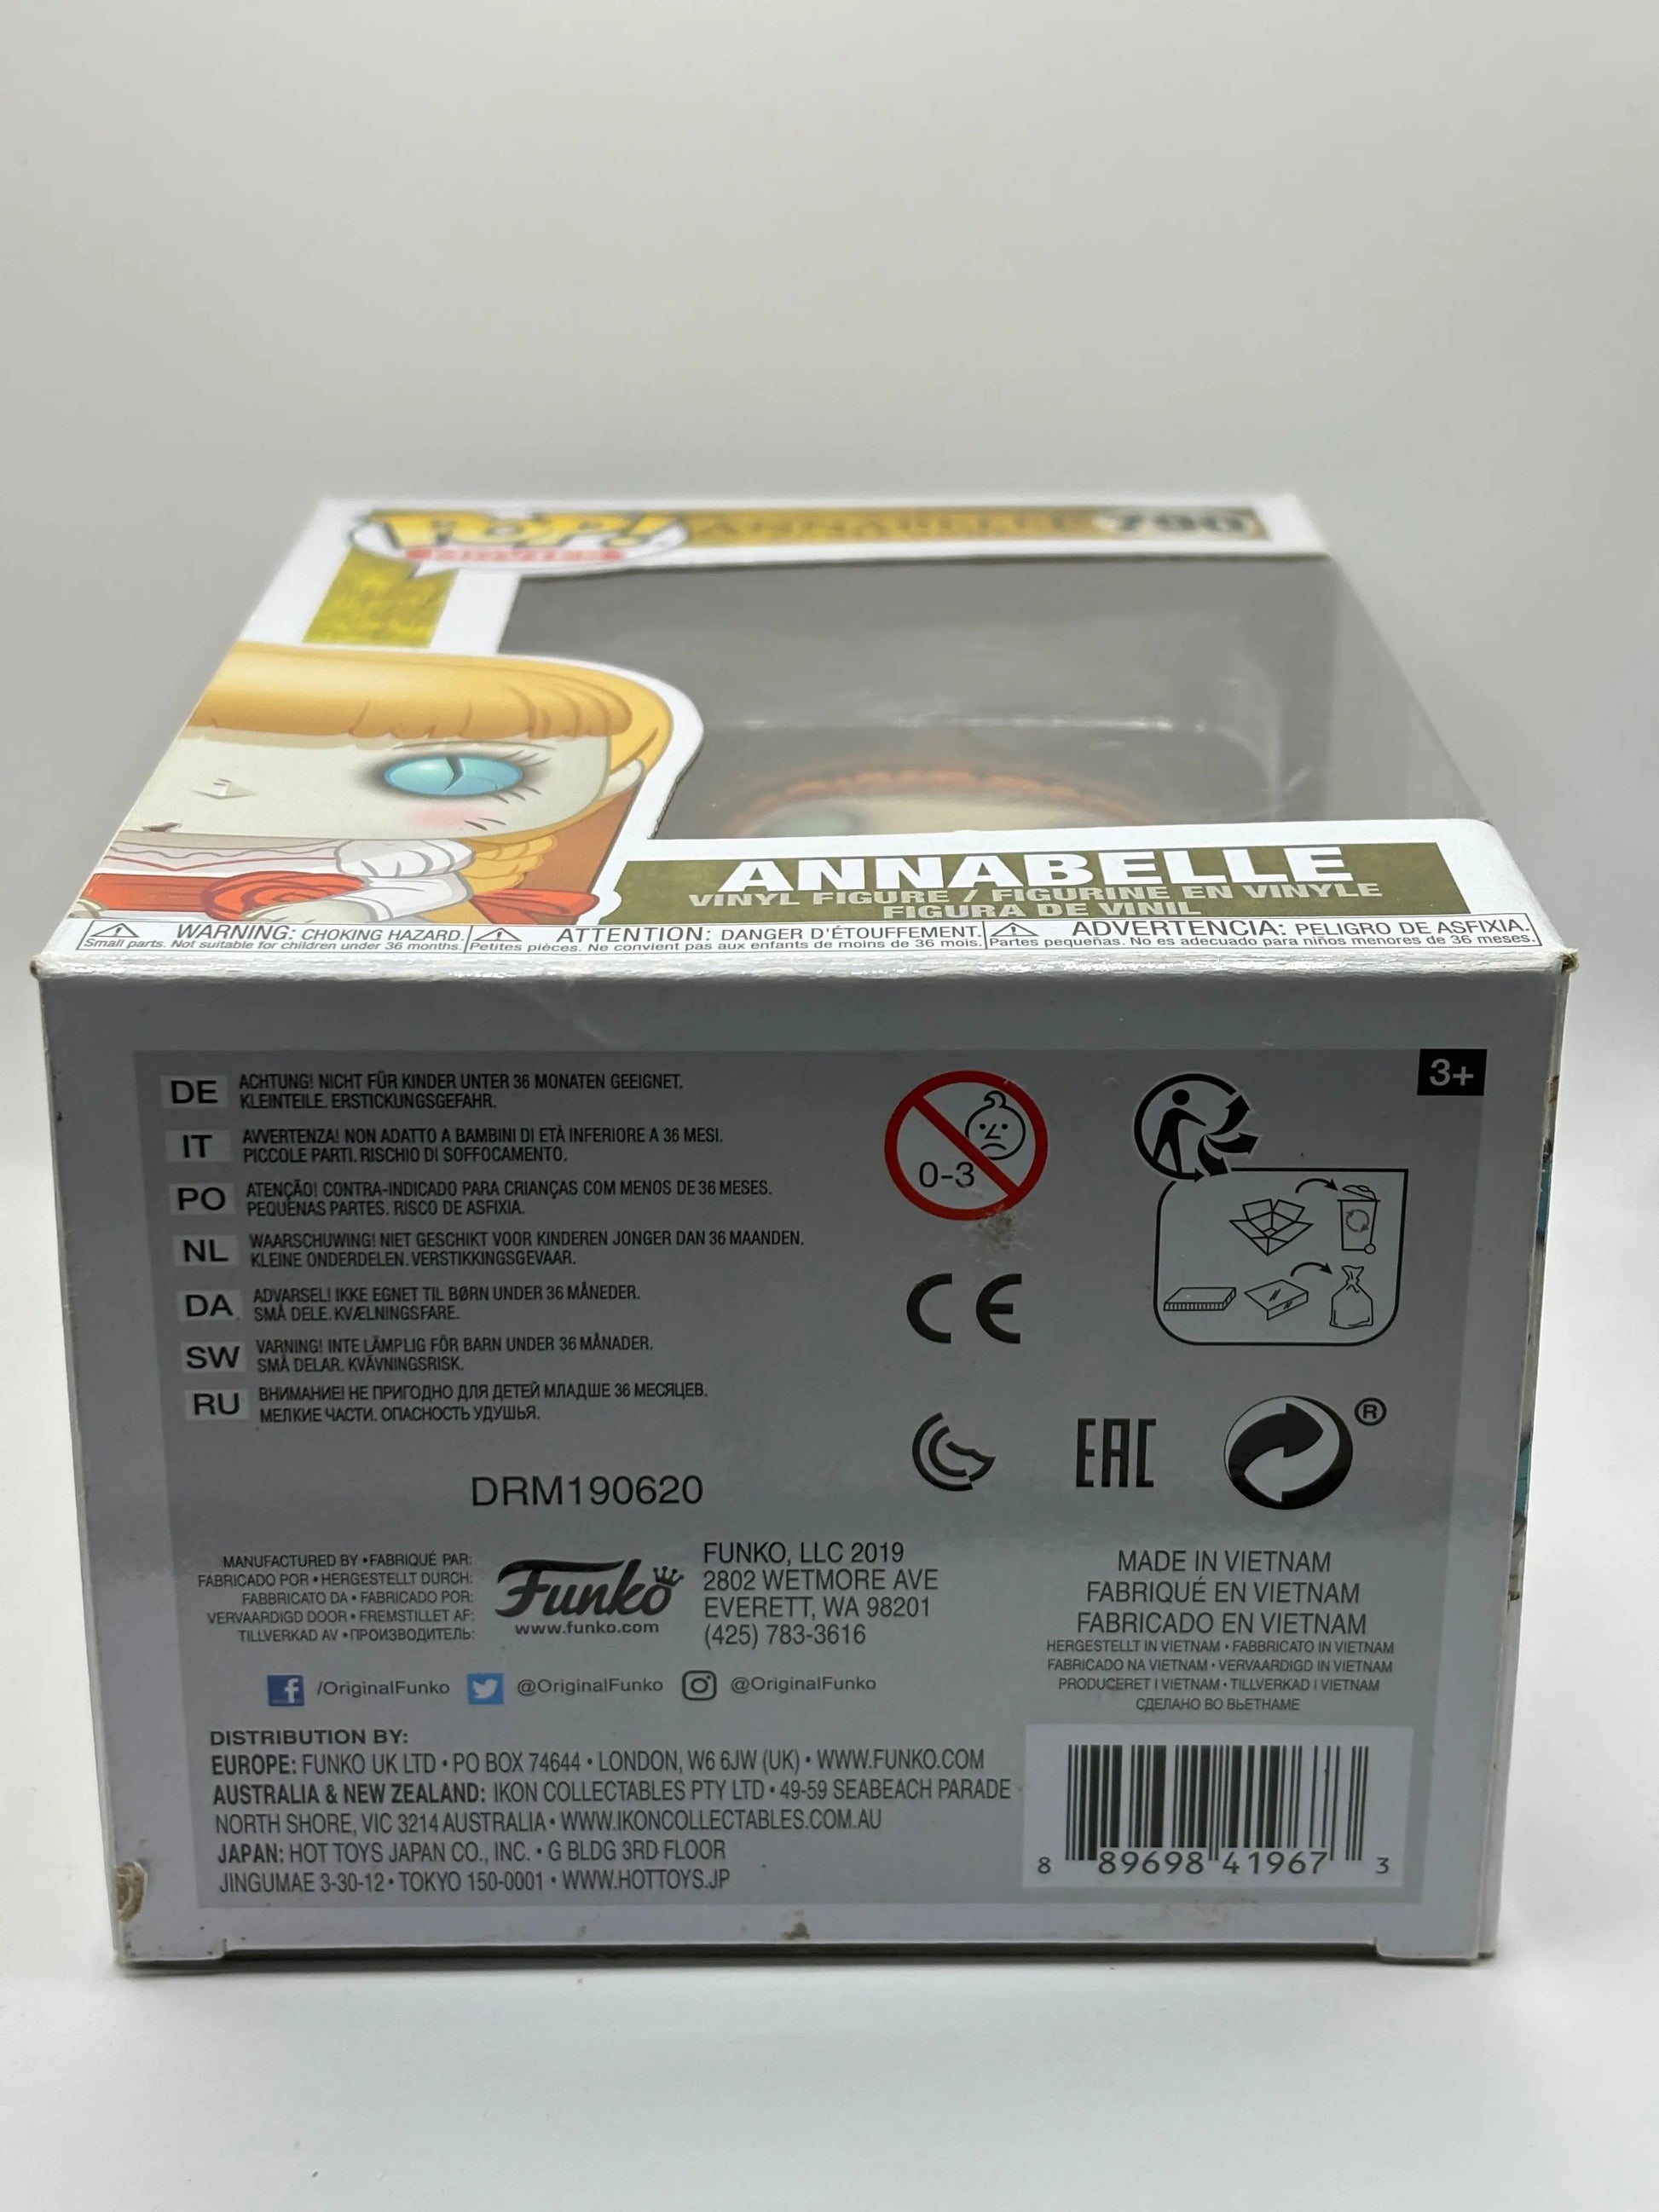 POP!
MOVIES
ANNABELLE
790
ANNABELLE
VINYL FIGURE / FIGURINE EN VINYLE
FIGURA DE VINIL
WARNING: CHOKING HAZARD.
Small parts. Not suitable for children under 36 months.
ATTENTION: DANGER D'ÉTOUFFEMENT.
Petites pièces. Ne convient pas aux enfants de moins de 36 mois.
ADVERTENCIA: PELIGRO DE ASFIXIA.
Partes pequeñas. No es adecuado para niños menores de 36 meses.
3+
DE ACHTUNG! NICHT FÜR KINDER UNTER 36 MONATEN GEEIGNET.
KLEINTEILE. ERSTICKUNGSGEFAHR.
IT AVVERTENZA! NON ADATTO A BAMBINI DI ETÀ INFERIORE A 36 MESI.
PICCOLE PARTI. RISCHIO DI SOFFOCAMENTO.
PO ATENÇÃO! CONTRA-INDICADO PARA CRIANÇAS COM MENOS DE 36 MESES.
PEQUENAS PARTES. RISCO DE ASFIXIA.
NL WAARSCHUWING! NIET GESCHIKT VOOR KINDEREN JONGER DAN 36 MAANDEN.
KLEINE ONDERDELEN. VERSTIKKINGSGEVAAR.
DA ADVARSEL! IKKE EGNET TIL BØRN UNDER 36 MÅNEDER.
SMÅ DELE. KVÆLNINGSFARE.
SW VARNING! INTE LÄMPLIG FÖR BARN UNDER 36 MÅNADER.
SMÅ DELAR. KVÄVNINGSRISK.
RU ВНИМАНИЕ! НЕ ПРИГОДНО ДЛЯ ДЕТЕЙ МЛАДШЕ 36 МЕСЯЦЕВ.
МЕЛКИЕ ЧАСТИ. ОПАСНОСТЬ УДУШЬЯ.
0-3
CE
EAC
®
DRM190620
MANUFACTURED BY • FABRIQUÉ PAR:
FABRICADO POR • HERGESTELLT DURCH:
FABBRICATO DA • FABRICADO POR:
VERVAARDIGD DOOR • FREMSTILLET AF:
TILLVERKAD AV • ПРОИЗВОДИТЕЛЬ:
Funko
www.funko.com
FUNKO, LLC 2019
2802 WETMORE AVE
EVERETT, WA 98201
(425) 783-3616
MADE IN VIETNAM
FABRIQUÉ EN VIETNAM
FABRICADO EN VIETNAM
HERGESTELLT IN VIETNAM • FABBRICATO IN VIETNAM
FABRICADO NA VIETNAM • VERVAARDIGD IN VIETNAM
PRODUCERET I VIETNAM • TILLVERKAD I VIETNAM
СДЕЛАНО ВО ВЬЕТНАМЕ
/OriginalFunko @OriginalFunko @OriginalFunko
DISTRIBUTION BY:
EUROPE: FUNKO UK LTD • PO BOX 74644 • LONDON, W6 6JW (UK) • WWW.FUNKO.COM
AUSTRALIA & NEW ZEALAND: IKON COLLECTABLES PTY LTD • 49-59 SEABEACH PARADE
NORTH SHORE, VIC 3214 AUSTRALIA • WWW.IKONCOLLECTABLES.COM.AU
JAPAN: HOT TOYS JAPAN CO., INC. • G BLDG 3RD FLOOR
JINGUMAE 3-30-12 • TOKYO 150-0001 • WWW.HOTTOYS.JP
8 89698 41967 3